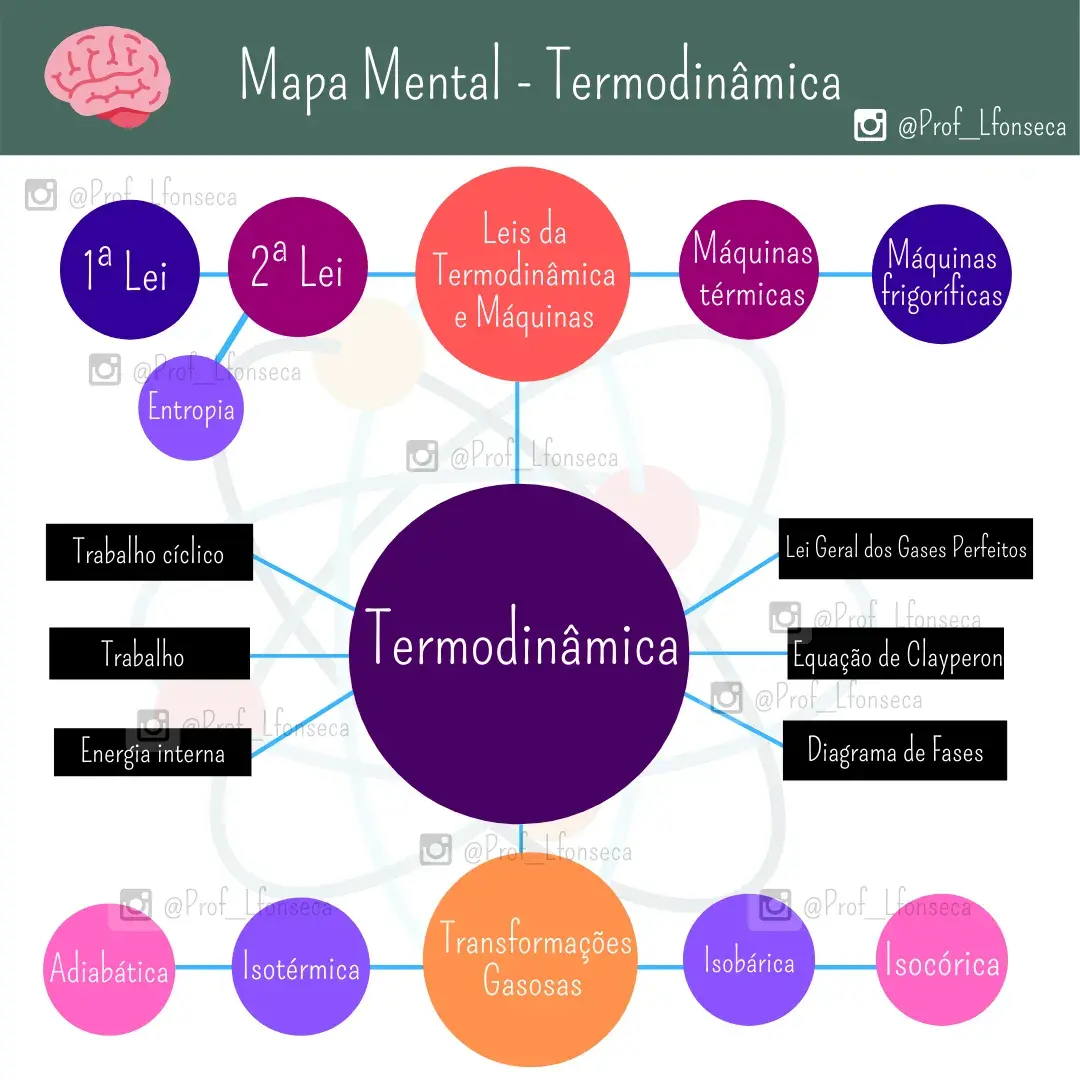 Mapa Mental - Termodinâmica
@Prof_Lfonseca
@Prof_Lfonseca
1ª Lei
2ª Lei
Leis da
Termodinâmica
e Máquinas
Máquinas
térmicas
Máquinas
frigoríficas
@Prof_Lfonseca
Entropia
@Prof_Lfonseca
Trabalho cíclico
Lei Geral dos Gases Perfeitos
@Prof_Lfonseca
Trabalho
Termodinâmica
Equação de Clayperon
@Prof_Lfonseca
@Prof_Lfonseca
Energia interna
Diagrama de Fases
@Prof_Lfonseca
@Prof_Lfonseca
@Prof_Lfonseca
Adiabática
Isotérmica
Transformações
Gasosas
Isobárica
Isocórica